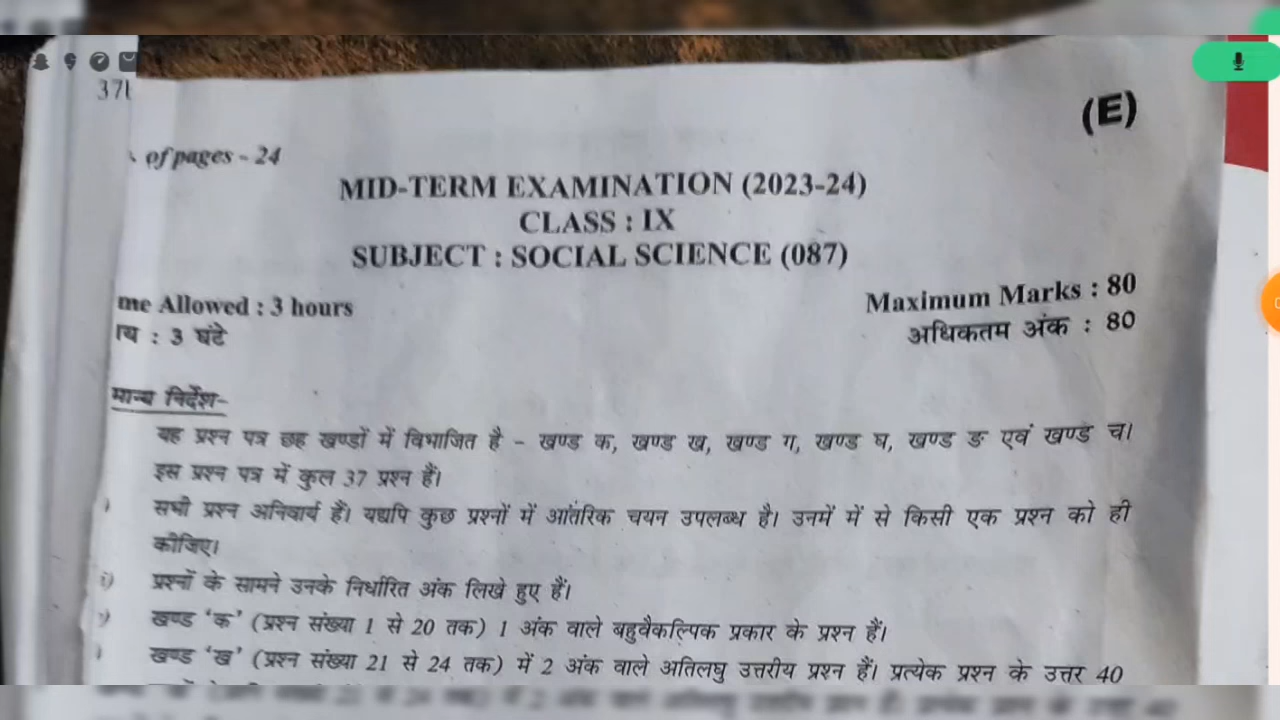 (E)
of pages - 24
MID-TERM EXAMINATION (2023-24)
CLASS : IX
SUBJECT : SOCIAL SCIENCE (087)
me Allowed : 3 hours
Maximum Marks : 80
: 3 घंटे
अधिकतम अंक : 80
मान्य निर्देश-
यह प्रश्न पत्र छह खण्डों में विभाजित है - खण्ड क, खण्ड ख, खण्ड ग, खण्ड घ, खण्ड ङ एवं खण्ड च।
इस प्रश्न पत्र में कुल 37 प्रश्न हैं।
सभी प्रश्न अनिवार्य हैं। यद्यपि कुछ प्रश्नों में आंतरिक चयन उपलब्ध है। उनमें में से किसी एक प्रश्न को ही
कीजिए।
प्रश्नों के सामने उनके निर्धारित अंक लिखे हुए हैं।
खण्ड 'क' (प्रश्न संख्या 1 से 20 तक) 1 अंक वाले बहुवैकल्पिक प्रकार के प्रश्न हैं।
खण्ड 'ख' (प्रश्न संख्या 21 से 24 तक) में 2 अंक वाले अतिलघु उत्तरीय प्रश्न हैं। प्रत्येक प्रश्न के उत्तर 40